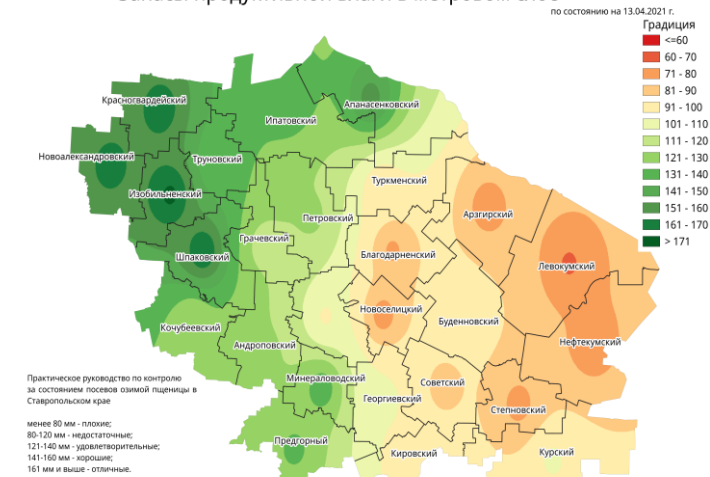 по состоянию на 13.04.2021 г.
Градиция
<=60
60 - 70
71 - 80
81 - 90
91 - 100
101 - 110
111 - 120
121 - 130
131 - 140
141 - 150
151 - 160
161 - 170
> 171
Красногвардейский
Апанасенковский
Ипатовский
Новоалександровский
Труновский
Туркменский
Изобильненский
Арзгирский
Петровский
Грачевский
Шпаковский
Благодарненский
Левокумский
Новоселицкий
Буденновский
Кочубеевский
Андроповский
Нефтекумский
Минераловодский
Советский
Георгиевский
Степновский
Предгорный
Кировский
Курский
Практическое руководство по контролю
за состоянием посевов озимой пщеницы в
Ставропольском крае
менее 80 мм - плохие;
80-120 мм - недостаточные;
121-140 мм - удовлетворительные;
141-160 мм - хорошие;
161 мм и выше - отличные.